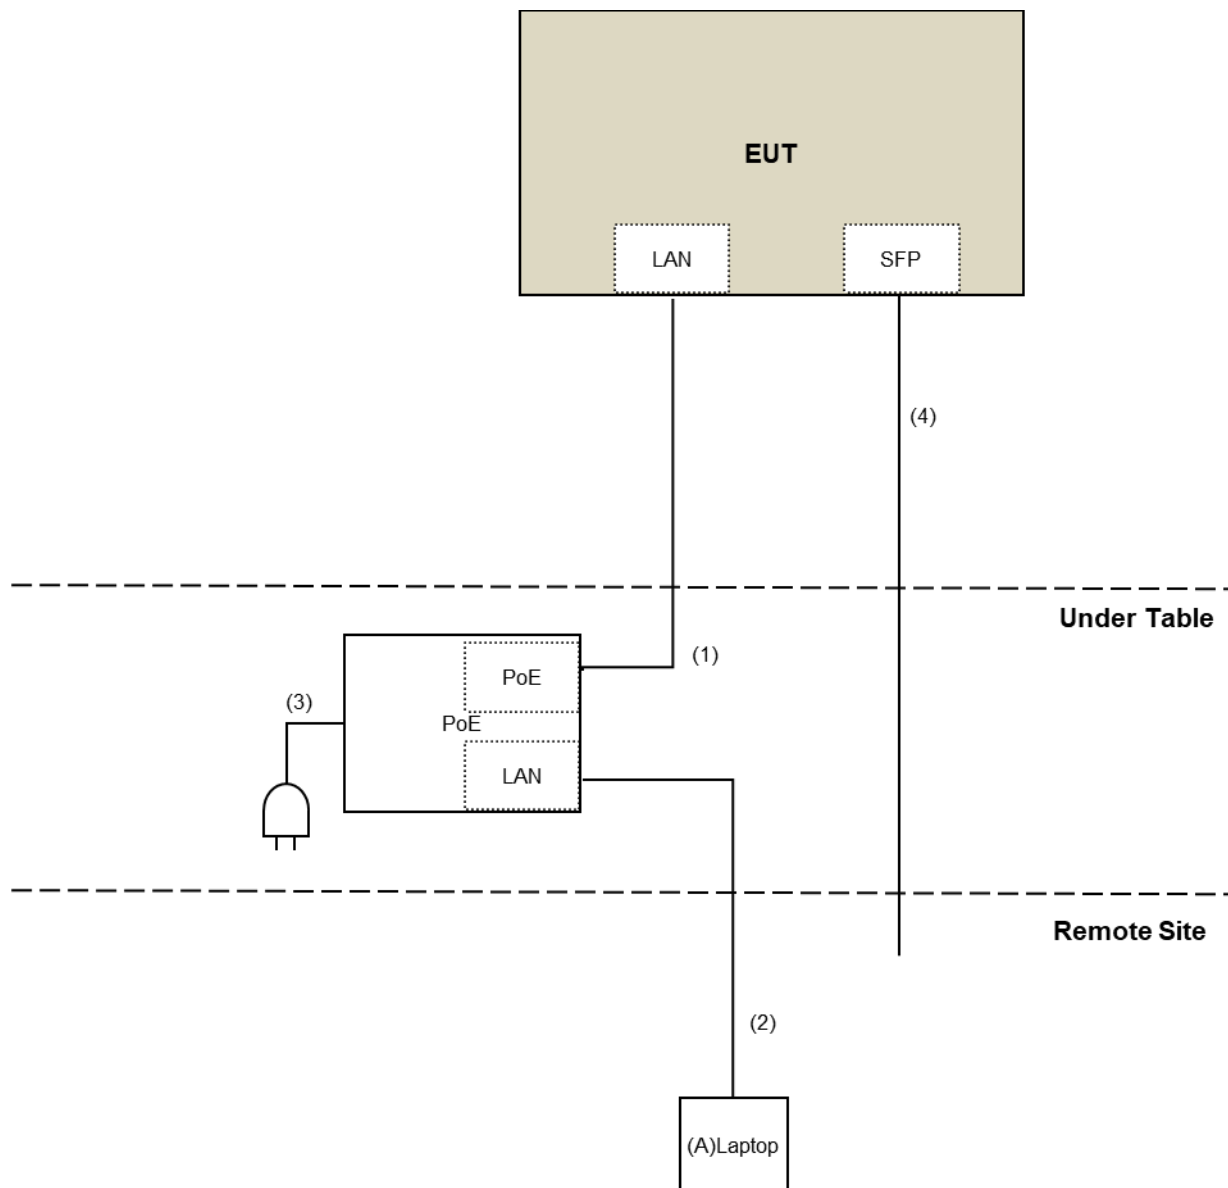 EUT
LAN
SFP
(4)
Under Table
(1)
PoE
(3)
PoE
LAN
Remote Site
(2)
(A)Laptop